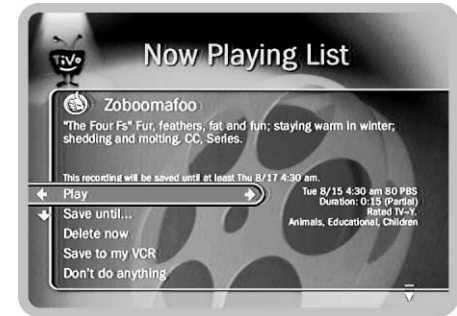 TiVo
Now Playing List
Zoboomafoo
"The Four Fs" Fur, feathers, fat and fun; staying warm in winter;
shedding and molting. CC, Series.
This recording will be saved until at least Thu 8/17 4:30 am.
Play
Tue 8/15 4:30 am 80 PBS
Duration: 0:15 (Partial)
Rated TV-Y.
Animals, Educational, Children
Save until...
Delete now
Save to my VCR
Don't do anything